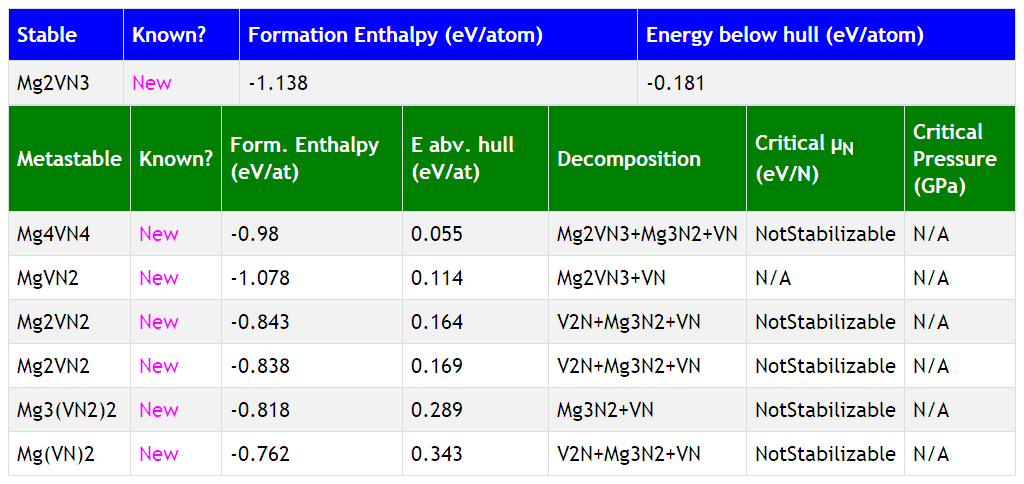 Stable Known? Formation Enthalpy (eV/atom) Energy below hull (eV/atom)
Mg2VN3 New -1.138 -0.181
Metastable Known? Form. Enthalpy (eV/at) E abv. hull (eV/at) Decomposition Critical μN (eV/N) Critical Pressure (GPa)
Mg4VN4 New -0.98 0.055 Mg2VN3+Mg3N2+VN NotStabilizable N/A
MgVN2 New -1.078 0.114 Mg2VN3+VN N/A N/A
Mg2VN2 New -0.843 0.164 V2N+Mg3N2+VN NotStabilizable N/A
Mg2VN2 New -0.838 0.169 V2N+Mg3N2+VN NotStabilizable N/A
Mg3(VN2)2 New -0.818 0.289 Mg3N2+VN NotStabilizable N/A
Mg(VN)2 New -0.762 0.343 V2N+Mg3N2+VN NotStabilizable N/A